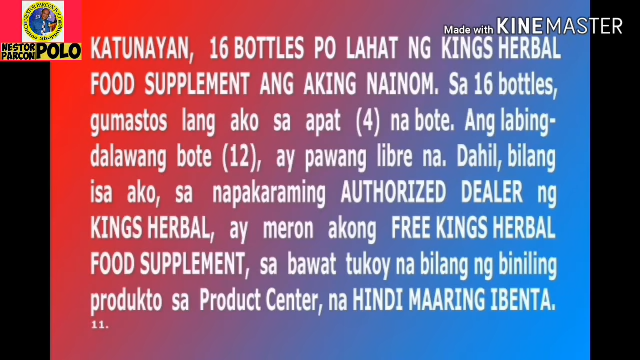 Made with KINEMASTER
NESTOR
PARCON POLO
KATUNAYAN, 16 BOTTLES PO LAHAT NG KINGS HERBAL
FOOD SUPPLEMENT ANG AKING NAINOM. Sa 16 bottles,
gumastos lang ako sa apat (4) na bote. Ang labing-
dalawang bote (12), ay pawang libre na. Dahil, bilang
isa ako, sa napakaraming AUTHORIZED DEALER ng
KINGS HERBAL, ay meron akong FREE KINGS HERBAL
FOOD SUPPLEMENT, sa bawat tukoy na bilang ng biniling
produkto sa Product Center, na HINDI MAARING IBENTA.
11.